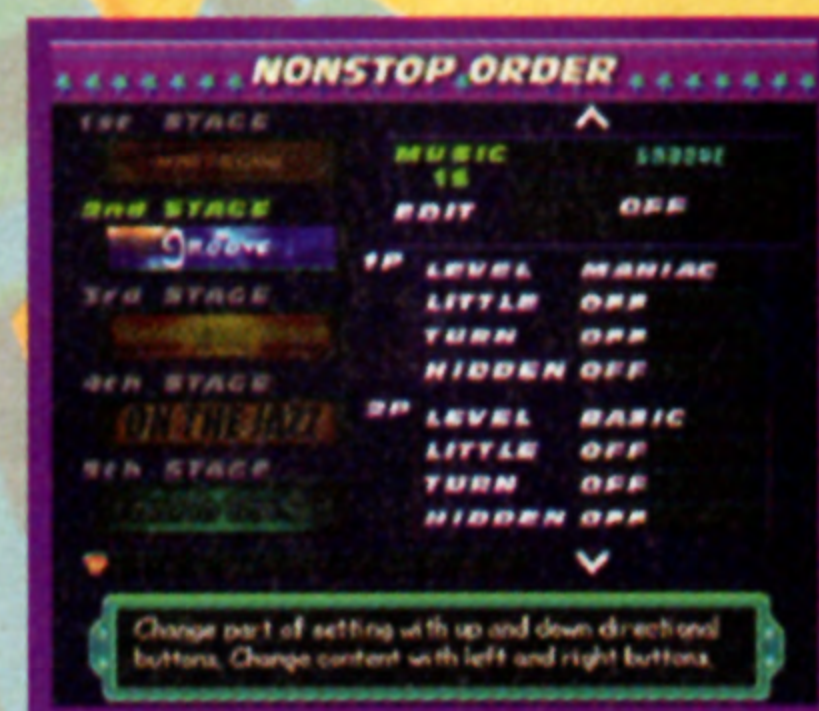 NONSTOP ORDER
1st STAGE
2nd STAGE
Groove
3rd STAGE
4th STAGE
ON THE JAZZ
5th STAGE
MUSIC GROOVE
EDIT OFF
1P LEVEL MANIAC
LITTLE OFF
TURN OFF
HIDDEN OFF
2P LEVEL BASIC
LITTLE OFF
TURN OFF
HIDDEN OFF
Change part of setting with up and down directional
buttons. Change content with left and right buttons.